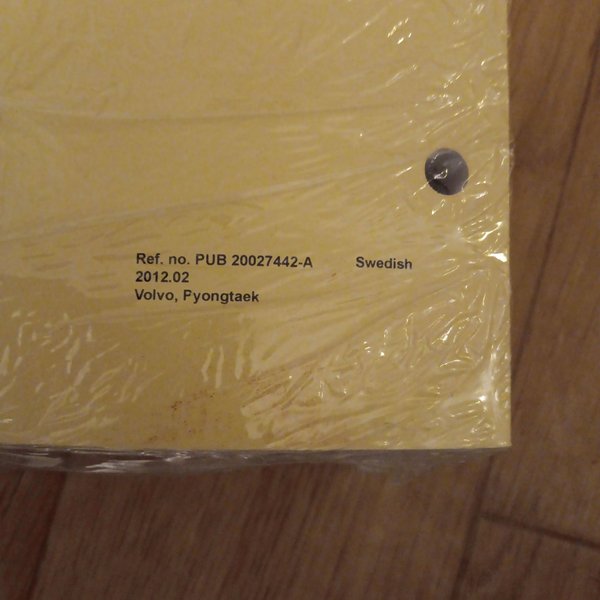 Ref. no. PUB 20027442-A Swedish
2012.02
Volvo, Pyongtaek